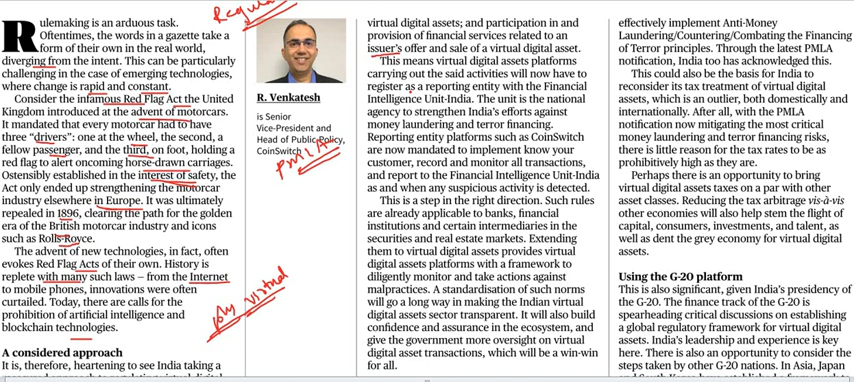 Rulemaking is an arduous task.
Oftentimes, the words in a gazette take a
form of their own in the real world,
diverging from the intent. This can be particularly
challenging in the case of emerging technologies,
where change is rapid and constant.
Consider the infamous Red Flag Act the United
Kingdom introduced at the advent of motorcars.
It mandated that every motorcar had to have
three “drivers”: one at the wheel, the second, a
fellow passenger, and the third, on foot, holding a
red flag to alert oncoming horse-drawn carriages.
Ostensibly established in the interest of safety, the
Act only ended up strengthening the motorcar
industry elsewhere in Europe. It was ultimately
repealed in 1896, clearing the path for the golden
era of the British motorcar industry and icons
such as Rolls-Royce.
The advent of new technologies, in fact, often
evokes Red Flag Acts of their own. History is
replete with many such laws – from the Internet
to mobile phones, innovations were often
curtailed. Today, there are calls for the
prohibition of artificial intelligence and
blockchain technologies.
A considered approach
It is, therefore, heartening to see India taking a
R. Venkatesh
is Senior
Vice-President and
Head of Public Policy,
CoinSwitch
PMLA
virtual
virtual digital assets; and participation in and
provision of financial services related to an
issuer’s offer and sale of a virtual digital asset.
This means virtual digital assets platforms
carrying out the said activities will now have to
register as a reporting entity with the Financial
Intelligence Unit-India. The unit is the national
agency to strengthen India’s efforts against
money laundering and terror financing.
Reporting entity platforms such as CoinSwitch
are now mandated to implement know your
customer, record and monitor all transactions,
and report to the Financial Intelligence Unit-India
as and when any suspicious activity is detected.
This is a step in the right direction. Such rules
are already applicable to banks, financial
institutions and certain intermediaries in the
securities and real estate markets. Extending
them to virtual digital assets provides virtual
digital assets platforms with a framework to
diligently monitor and take actions against
malpractices. A standardisation of such norms
will go a long way in making the Indian virtual
digital assets sector transparent. It will also build
confidence and assurance in the ecosystem, and
give the government more oversight on virtual
digital asset transactions, which will be a win-win
for all.
effectively implement Anti-Money
Laundering/Countering/Combating the Financing
of Terror principles. Through the latest PMLA
notification, India too has acknowledged this.
This could also be the basis for India to
reconsider its tax treatment of virtual digital
assets, which is an outlier, both domestically and
internationally. After all, with the PMLA
notification now mitigating the most critical
money laundering and terror financing risks,
there is little reason for the tax rates to be as
prohibitively high as they are.
Perhaps there is an opportunity to bring
virtual digital assets taxes on a par with other
asset classes. Reducing the tax arbitrage vis-à-vis
other economies will also help stem the flight of
capital, consumers, investments, and talent, as
well as dent the grey economy for virtual digital
assets.
Using the G-20 platform
This is also significant, given India’s presidency of
the G-20. The finance track of the G-20 is
spearheading critical discussions on establishing
a global regulatory framework for virtual digital
assets. India’s leadership and experience is key
here. There is also an opportunity to consider the
steps taken by other G-20 nations. In Asia, Japan